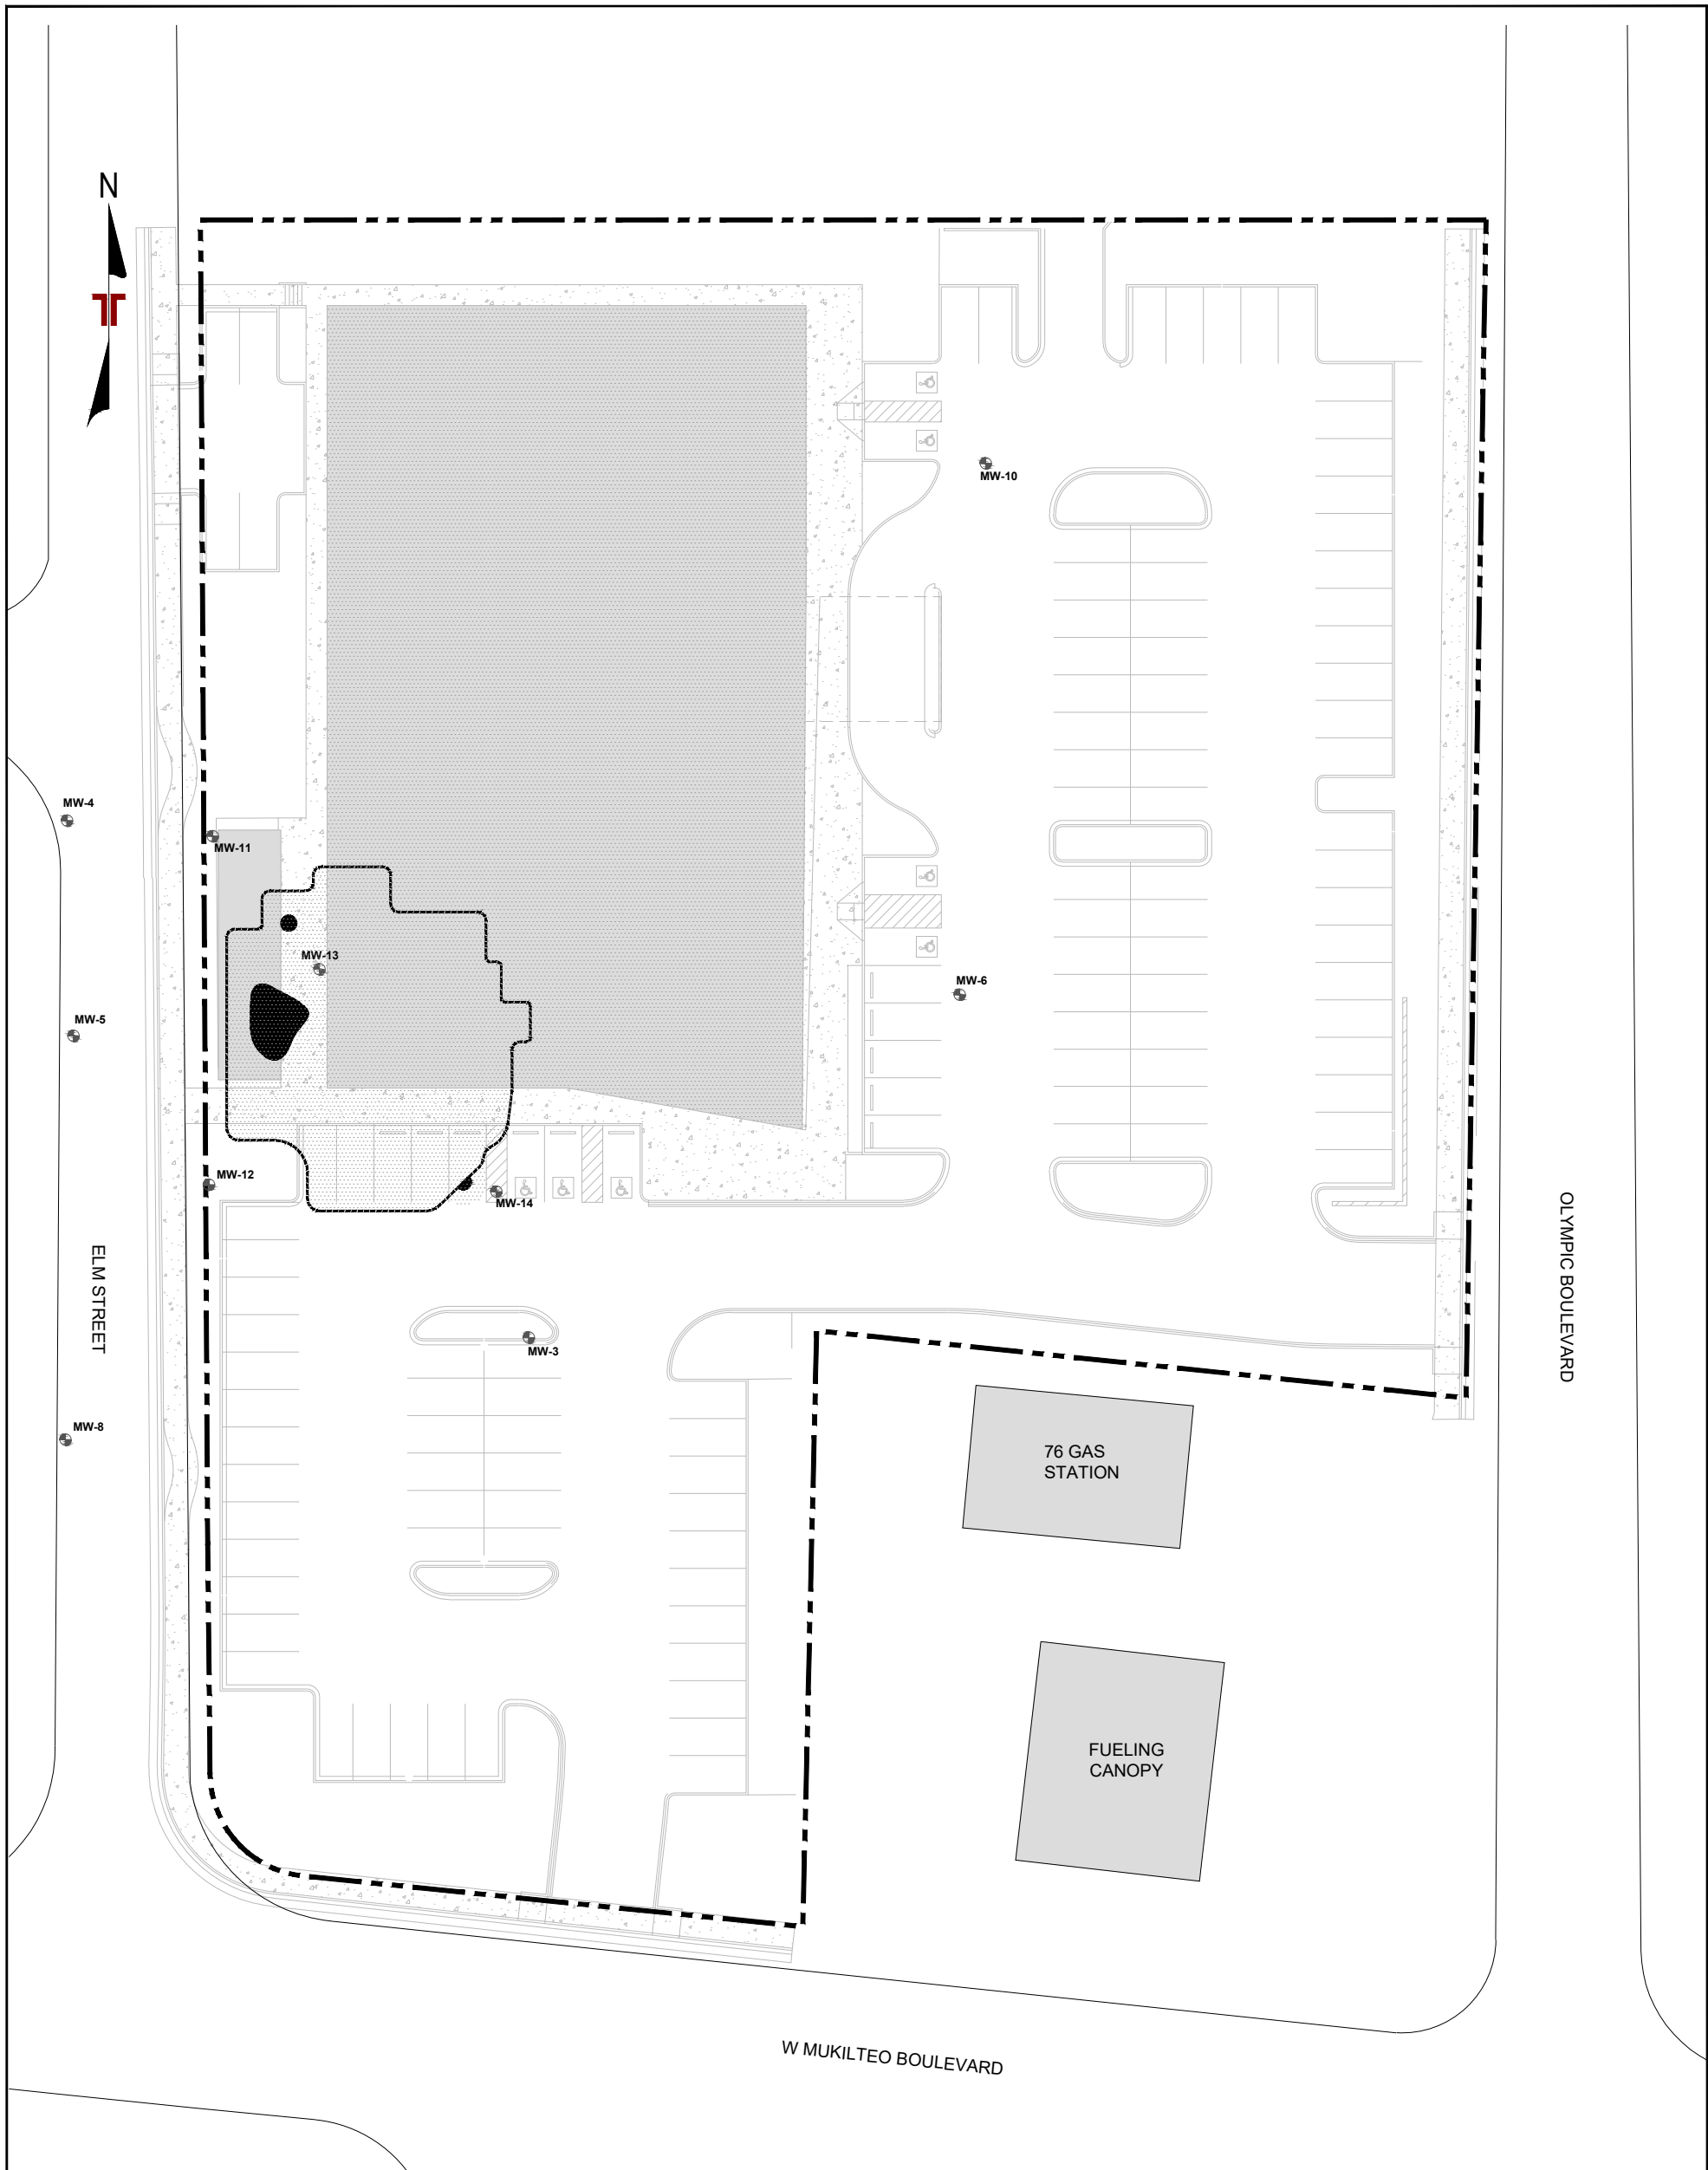 N
MW-10
MW-4
MW-11
MW-13
MW-6
MW-5
MW-12
MW-14
ELM STREET
OLYMPIC BOULEVARD
MW-3
MW-8
76 GAS
STATION
FUELING
CANOPY
W MUKILTEO BOULEVARD